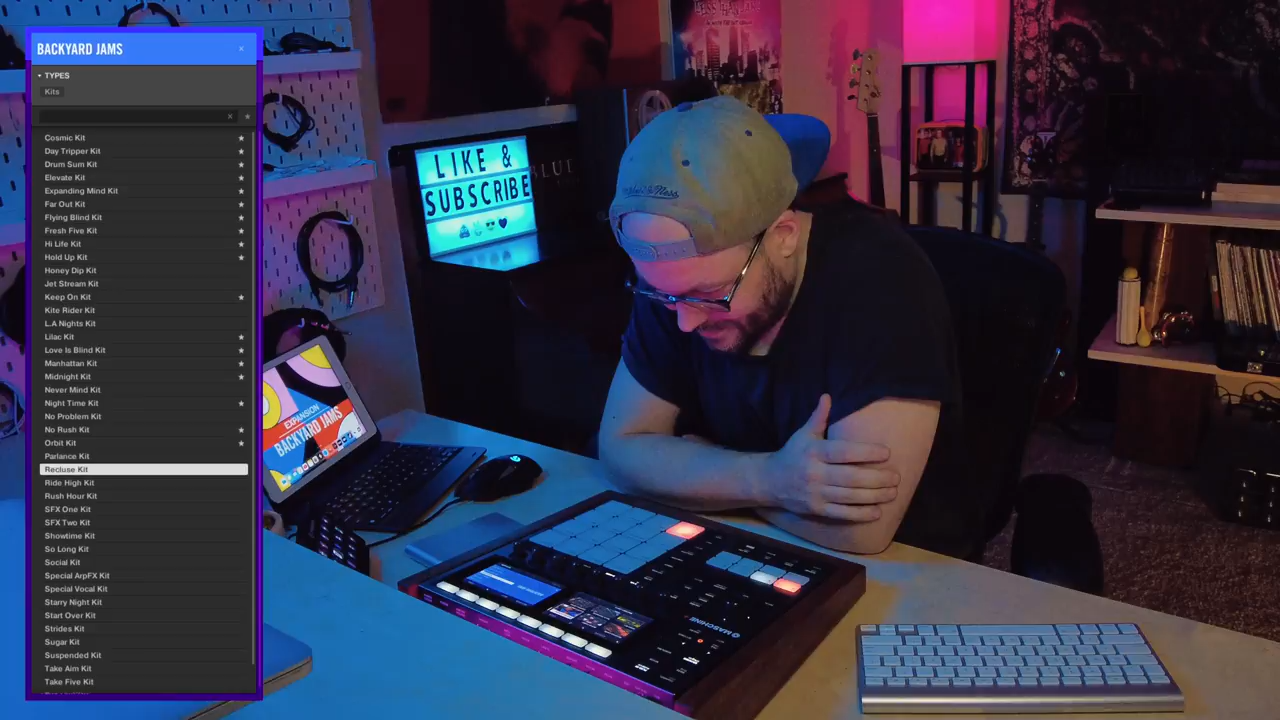 BACKYARD JAMS
TYPES
Kits
Cosmic Kit
Day Tripper Kit
Drum Sum Kit
Elevate Kit
Expanding Mind Kit
Far Out Kit
Flying Blind Kit
Fresh Five Kit
Hi Life Kit
Hold Up Kit
Honey Dip Kit
Jet Stream Kit
Keep On Kit
Kite Rider Kit
L.A Nights Kit
Lilac Kit
Love Is Blind Kit
Manhattan Kit
Midnight Kit
Never Mind Kit
Night Time Kit
No Problem Kit
No Rush Kit
Orbit Kit
Parlance Kit
Recluse Kit
Ride High Kit
Rush Hour Kit
SFX One Kit
SFX Two Kit
Showtime Kit
So Long Kit
Social Kit
Special ArpFX Kit
Special Vocal Kit
Starry Night Kit
Start Over Kit
Strides Kit
Sugar Kit
Suspended Kit
Take Aim Kit
Take Five Kit
LIKE &
SUBSCRIBE
BLUE
EXPANSION
BACKYARD JAMS
MASCHINE